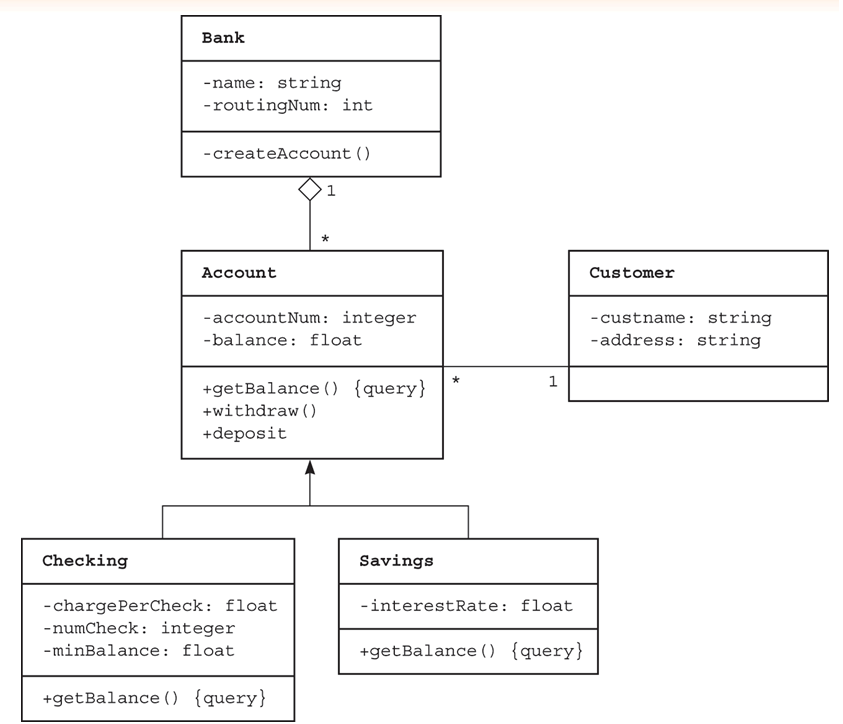 Bank
-name: string
-routingNum: int
-createAccount()
1
*
Account
-accountNum: integer
-balance: float
+getBalance() {query}
+withdraw()
+deposit
*
1
Customer
-custname: string
-address: string
Checking
-chargePerCheck: float
-numCheck: integer
-minBalance: float
+getBalance() {query}
Savings
-interestRate: float
+getBalance() {query}